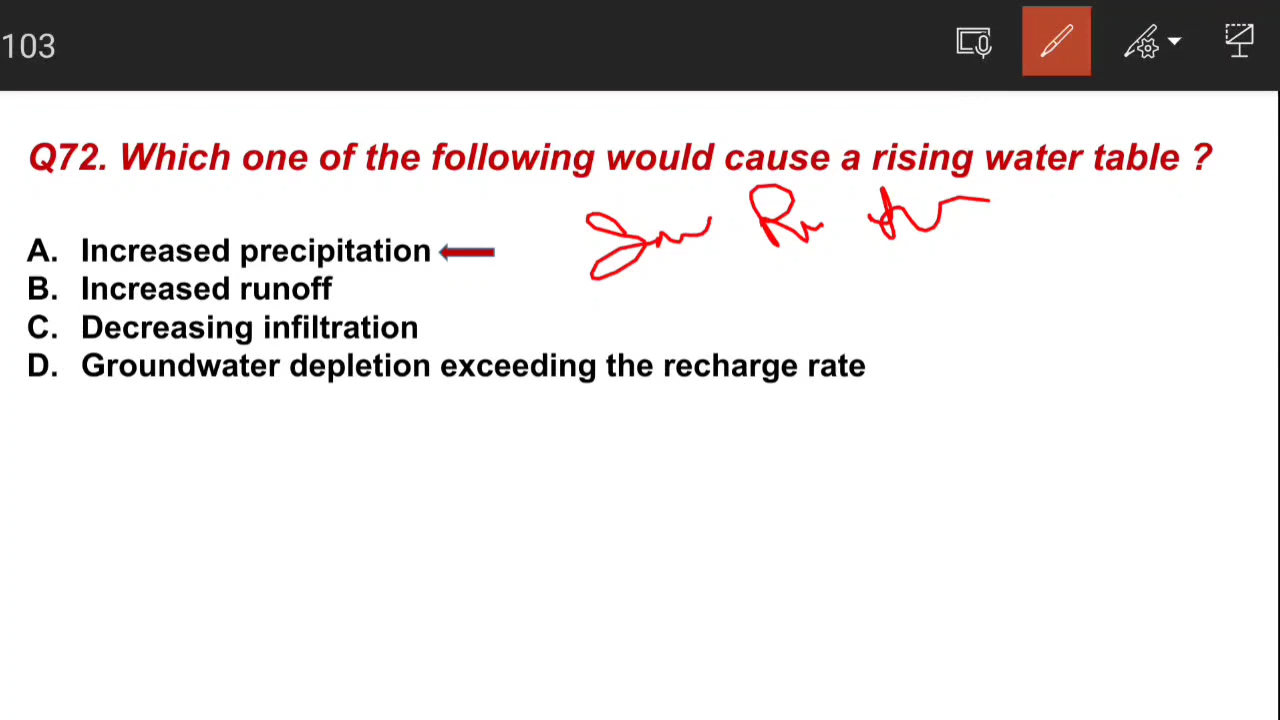 103
Q72. Which one of the following would cause a rising water table ?
A. Increased precipitation
B. Increased runoff
C. Decreasing infiltration
D. Groundwater depletion exceeding the recharge rate